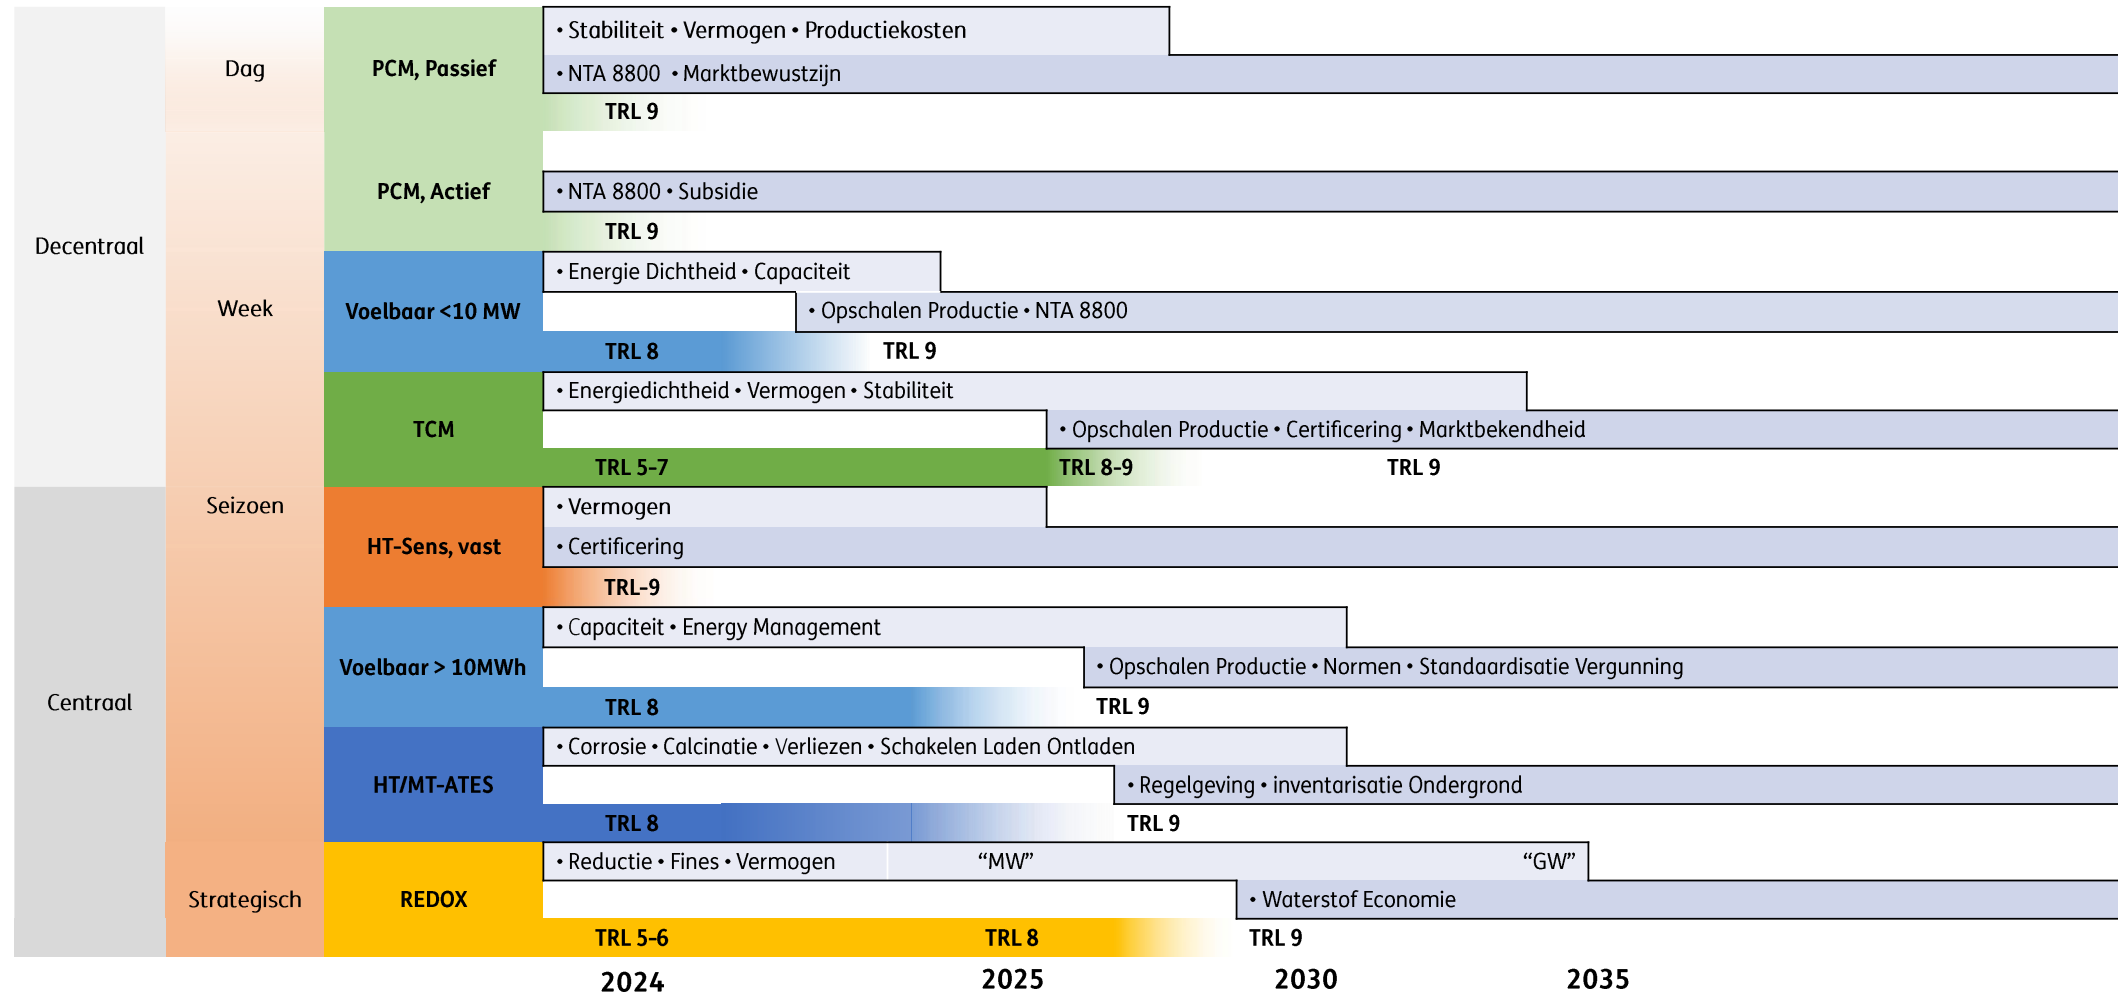 • Stabiliteit • Vermogen • Productiekosten
Dag
PCM, Passief
• NTA 8800 • Marktbewustzijn
TRL 9
PCM, Actief
• NTA 8800 • Subsidie
TRL 9
Decentraal
• Energie Dichtheid • Capaciteit
Week
Voelbaar <10 MW
• Opschalen Productie • NTA 8800
TRL 8
TRL 9
• Energiedichtheid • Vermogen • Stabiliteit
TCM
• Opschalen Productie • Certificering • Marktbekendheid
TRL 5-7
TRL 8-9
TRL 9
Seizoen
• Vermogen
HT-Sens, vast
• Certificering
TRL-9
• Capaciteit • Energy Management
Voelbaar > 10MWh
• Opschalen Productie • Normen • Standaardisatie Vergunning
Centraal
TRL 8
TRL 9
• Corrosie • Calcinatie • Verliezen • Schakelen Laden Ontladen
HT/MT-ATES
• Regelgeving • inventarisatie Ondergrond
TRL 8
TRL 9
• Reductie • Fines • Vermogen
“MW”
“GW”
Strategisch
REDOX
• Waterstof Economie
TRL 5-6
TRL 8
TRL 9
2024
2025
2030
2035